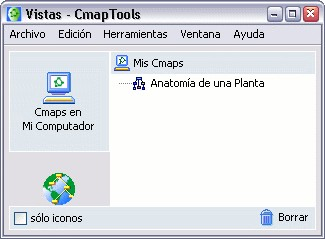 Vistas - CmapTools
Archivo Edición Herramientas Ventana Ayuda
Cmaps en
Mi Computador
Mis Cmaps
Anatomía de una Planta
sólo iconos
Borrar